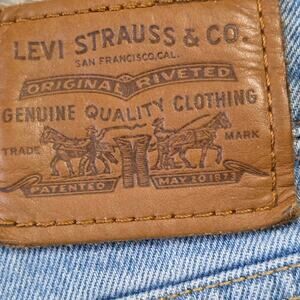 LEVI STRAUSS & CO.
SAN FRANCISCO, CAL.
ORIGINAL RIVETED
GENUINE QUALITY CLOTHING
TRADE MARK
PATENTED MAY 20 1873